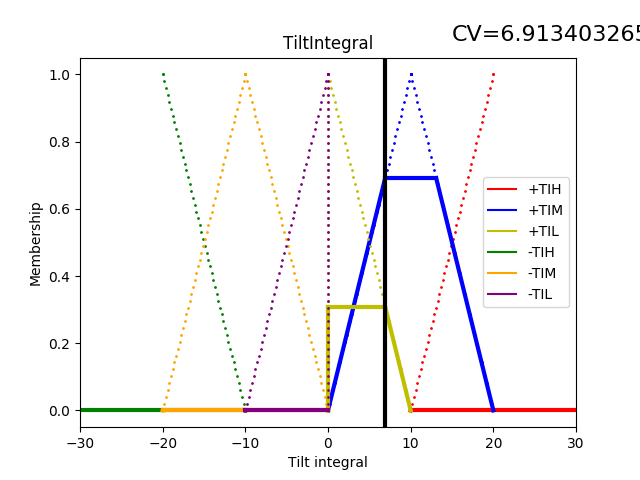 CV=6.913403265
TiltIntegral
1.0
0.8
0.6
0.4
0.2
0.0
Membership
+TIH
+TIM
+TIL
-TIH
-TIM
-TIL
−30 −20 −10 0 10 20 30
Tilt integral